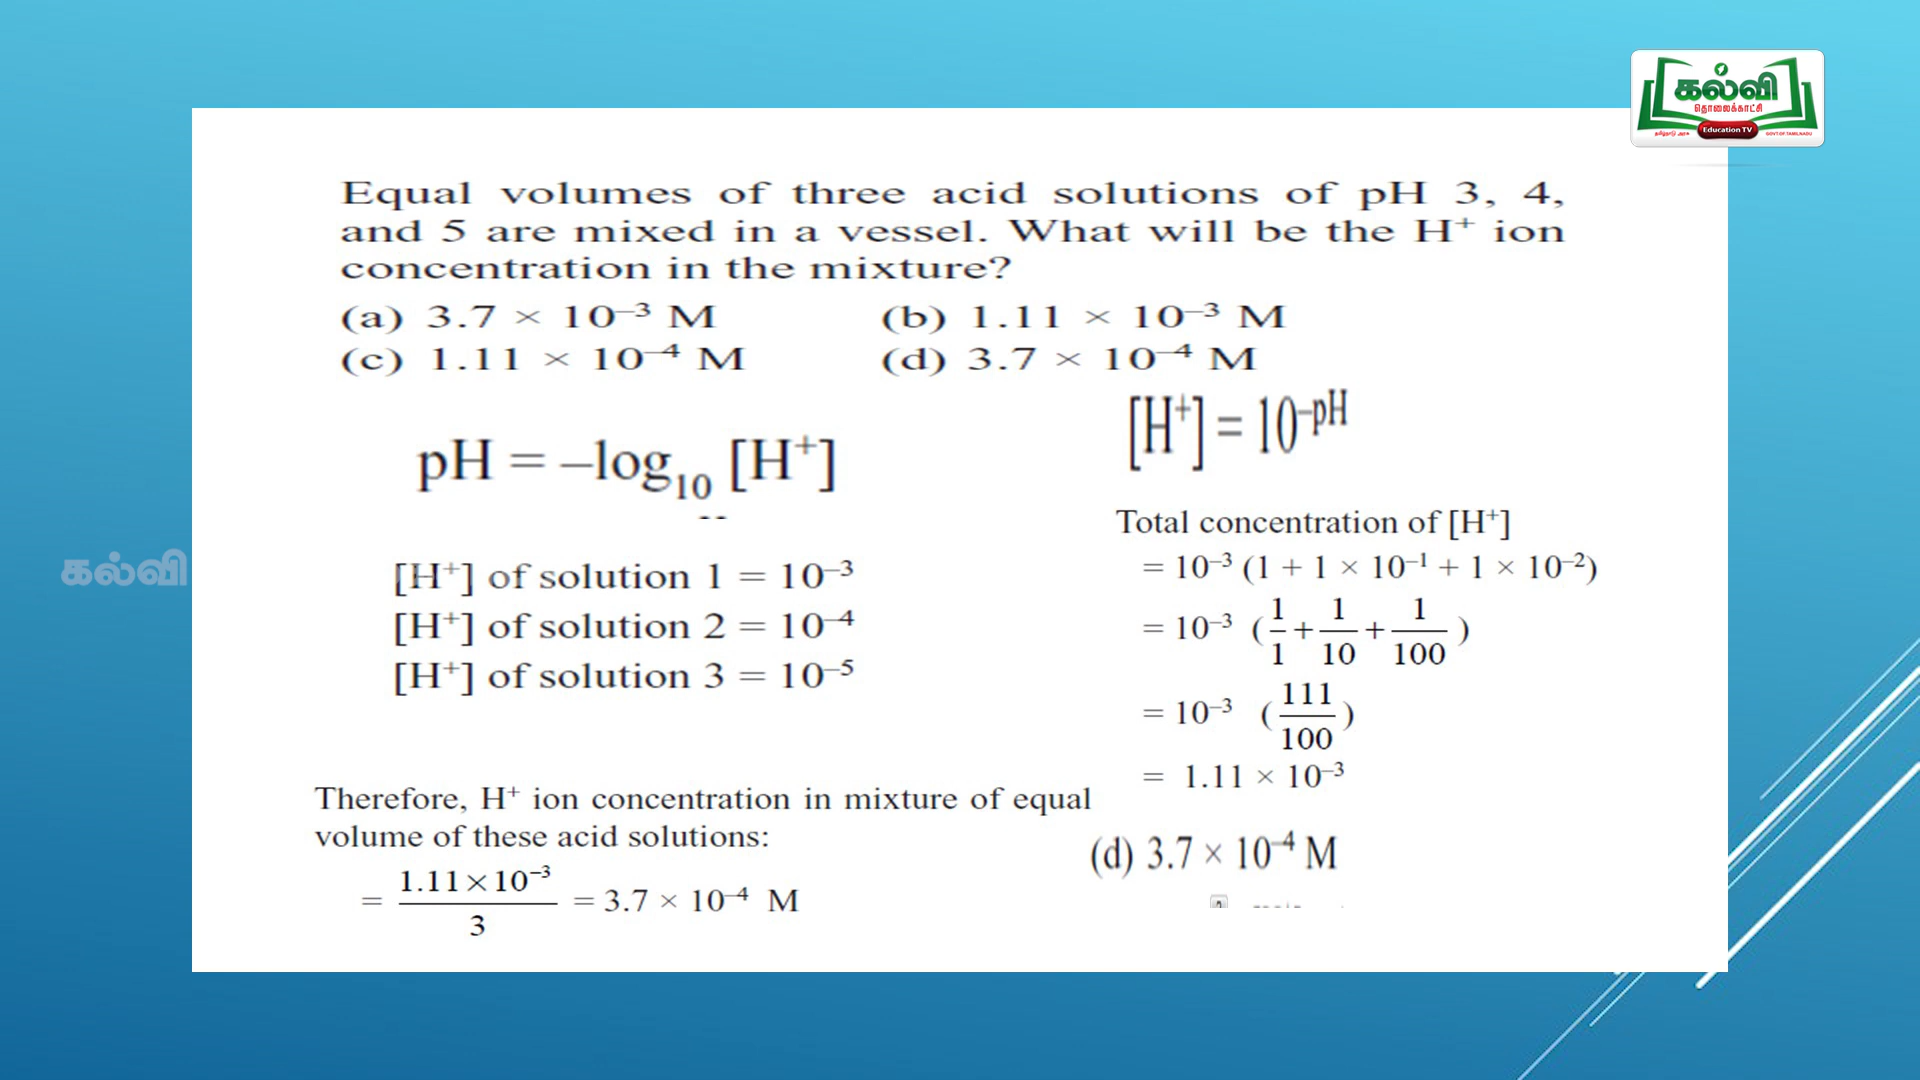 கல்வி
தொலைக்காட்சி
தமிழ்நாடு அரசு Education TV GOVT OF TAMILNADU
Equal volumes of three acid solutions of pH 3, 4,
and 5 are mixed in a vessel. What will be the H⁺ ion
concentration in the mixture?
(a) 3.7 × 10⁻³ M (b) 1.11 × 10⁻³ M
(c) 1.11 × 10⁻⁴ M (d) 3.7 × 10⁻⁴ M
pH = –log₁₀ [H⁺]
[H⁺] = 10⁻ᵖᴴ
[H⁺] of solution 1 = 10⁻³
[H⁺] of solution 2 = 10⁻⁴
[H⁺] of solution 3 = 10⁻⁵
Total concentration of [H⁺]
= 10⁻³ (1 + 1 × 10⁻¹ + 1 × 10⁻²)
= 10⁻³ (1/1 + 1/10 + 1/100)
= 10⁻³ (111/100)
= 1.11 × 10⁻³
Therefore, H⁺ ion concentration in mixture of equal
volume of these acid solutions:
= 1.11×10⁻³/3 = 3.7 × 10⁻⁴ M
(d) 3.7 × 10⁻⁴ M
கல்வி